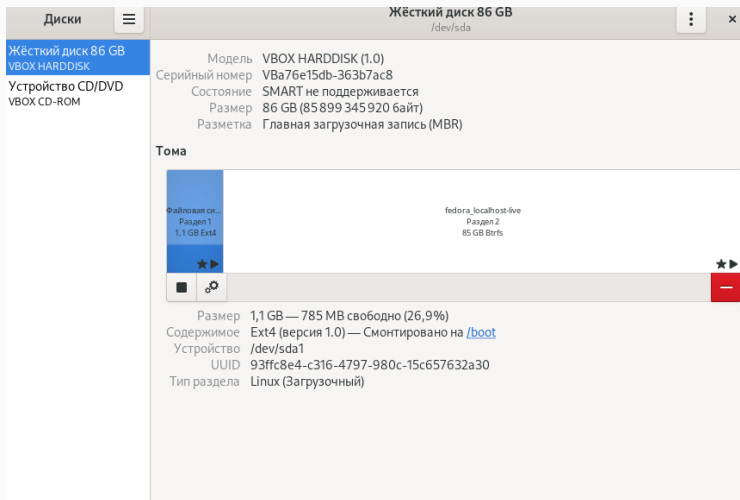 Диски
Жёсткий диск 86 GB
/dev/sda
Жёсткий диск 86 GB
VBOX HARDDISK
Устройство CD/DVD
VBOX CD-ROM
Модель VBOX HARDDISK (1.0)
Серийный номер VBa76e15db-363b7ac8
Состояние SMART не поддерживается
Размер 86 GB (85 899 345 920 байт)
Разметка Главная загрузочная запись (MBR)
Тома
Файловая си...
Раздел 1
1,1 GB Ext4
fedora_localhost-live
Раздел 2
85 GB Btrfs
Размер 1,1 GB — 785 MB свободно (26,9%)
Содержимое Ext4 (версия 1.0) — Смонтировано на /boot
Устройство /dev/sda1
UUID 93ffc8e4-c316-4797-980c-15c657632a30
Тип раздела Linux (Загрузочный)